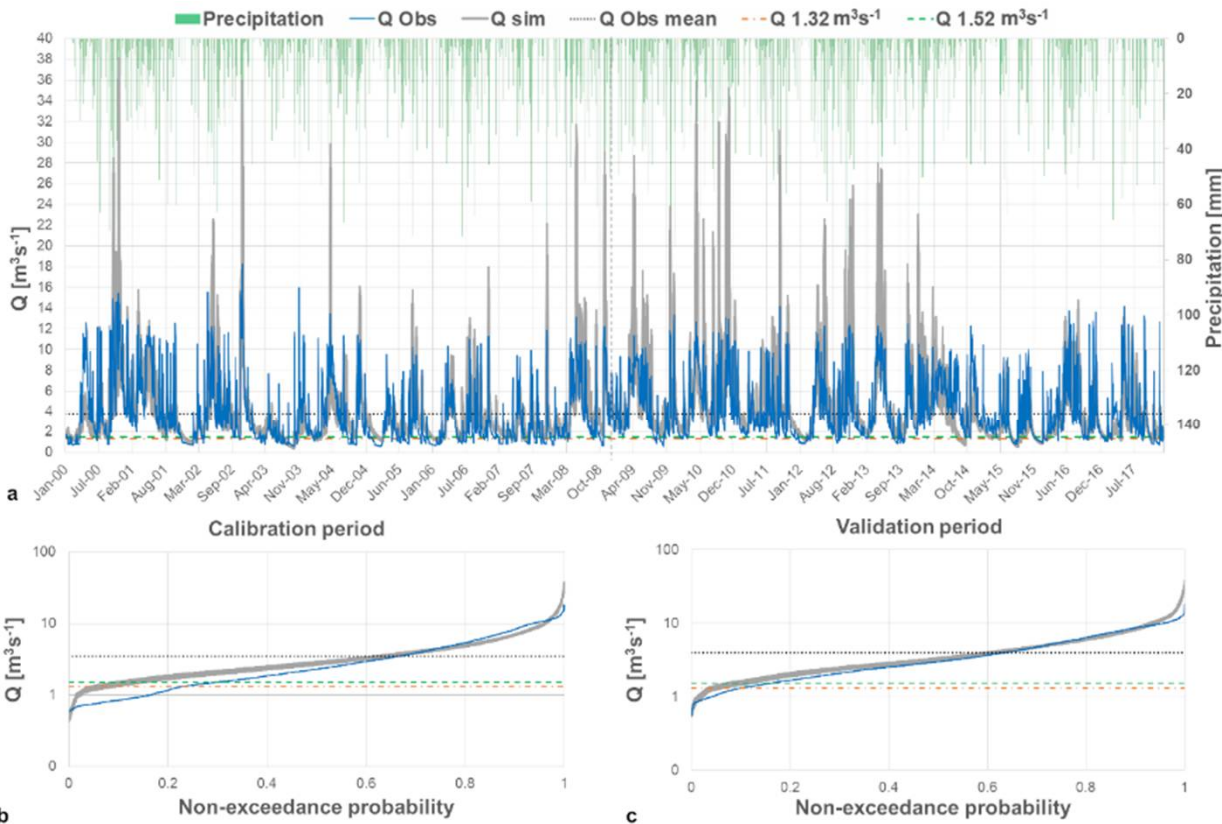 Precipitation Q Obs Q sim Q Obs mean Q 1.32 m³s⁻¹ Q 1.52 m³s⁻¹
40 0
38
36
34
32 20
30
28
26 40
24
22
20 60
18
16 80
14
12 100
10
8
6 120
4
2 140
0
Q [m³s⁻¹]
Precipitation [mm]
Jan-00 Jul-00 Feb-01 Aug-01 Mar-02 Sep-02 Apr-03 Nov-03 May-04 Dec-04 Jun-05 Jan-06 Jul-06 Feb-07 Sep-07 Mar-08 Oct-08 Apr-09 Nov-09 May-10 Dec-10 Jul-11 Jan-12 Aug-12 Feb-13 Sep-13 Mar-14 Oct-14 May-15 Nov-15 Jun-16 Dec-16 Jul-17
a
Calibration period
100
10
1
0
Q [m³s⁻¹]
0 0.2 0.4 0.6 0.8 1
Non-exceedance probability
b
Validation period
100
10
1
0
Q [m³s⁻¹]
0 0.2 0.4 0.6 0.8 1
Non-exceedance probability
c